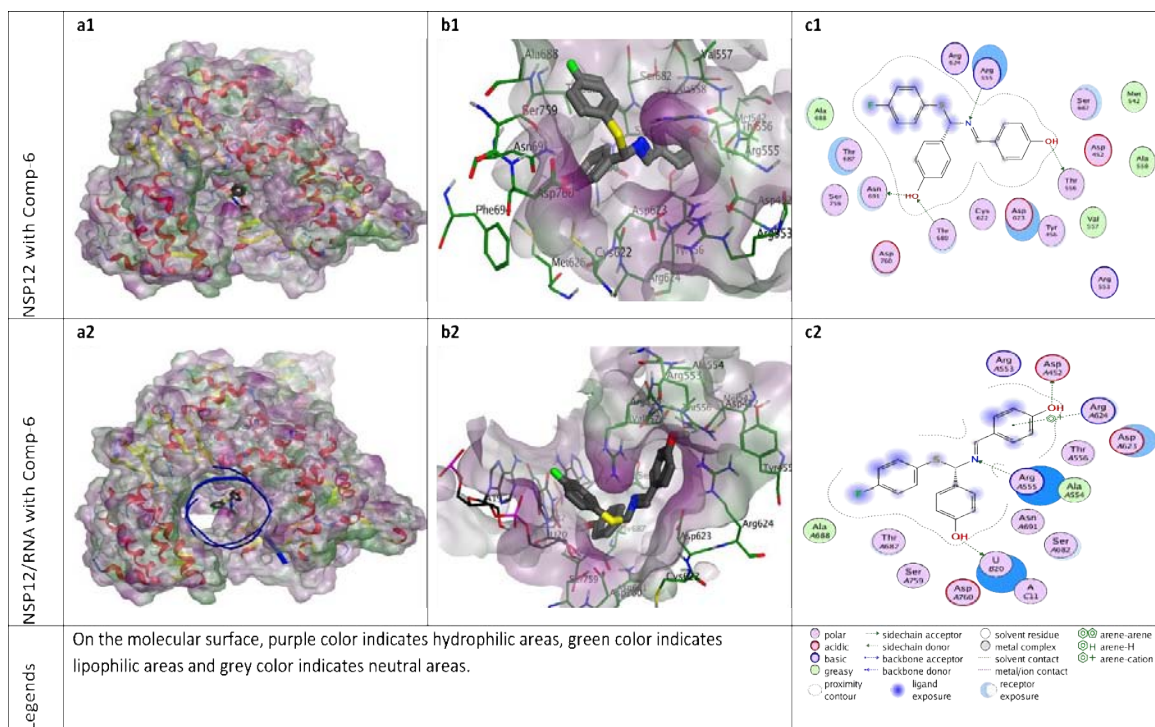 NSP12 with Comp-6
a1
b1
Ala688
Val557
Ser682
Ser759
Thr556
Arg555
Asp760
Asp623
Cys622
Met626
Arg624
c1
Arg
624
Arg
555
Ala
688
Ser
682
Met
542
Thr
687
Asp
452
Ala
558
N
OH
Thr
556
Ser
759
Asn
691
HO
Cys
622
Asp
623
Tyr
Val
557
Thr
680
Asp
760
Arg
553
NSP12/RNA with Comp-6
a2
b2
Arg553
Arg624
Asp623
Ser759
c2
Arg
A553
Asp
A452
OH
Arg
A624
Asp
A623
Thr
A556
N
Arg
A555
Ala
A554
Asn
A691
OH
Ala
A688
Thr
A687
Ser
A682
U
B20
Ser
A759
Asp
A760
A
C11
Legends
On the molecular surface, purple color indicates hydrophilic areas, green color indicates
lipophilic areas and grey color indicates neutral areas.
polar
acidic
basic
greasy
proximity
contour
sidechain acceptor
sidechain donor
backbone acceptor
backbone donor
ligand
exposure
solvent residue
metal complex
solvent contact
metal/ion contact
receptor
exposure
arene-arene
H arene-H
+ arene-cation